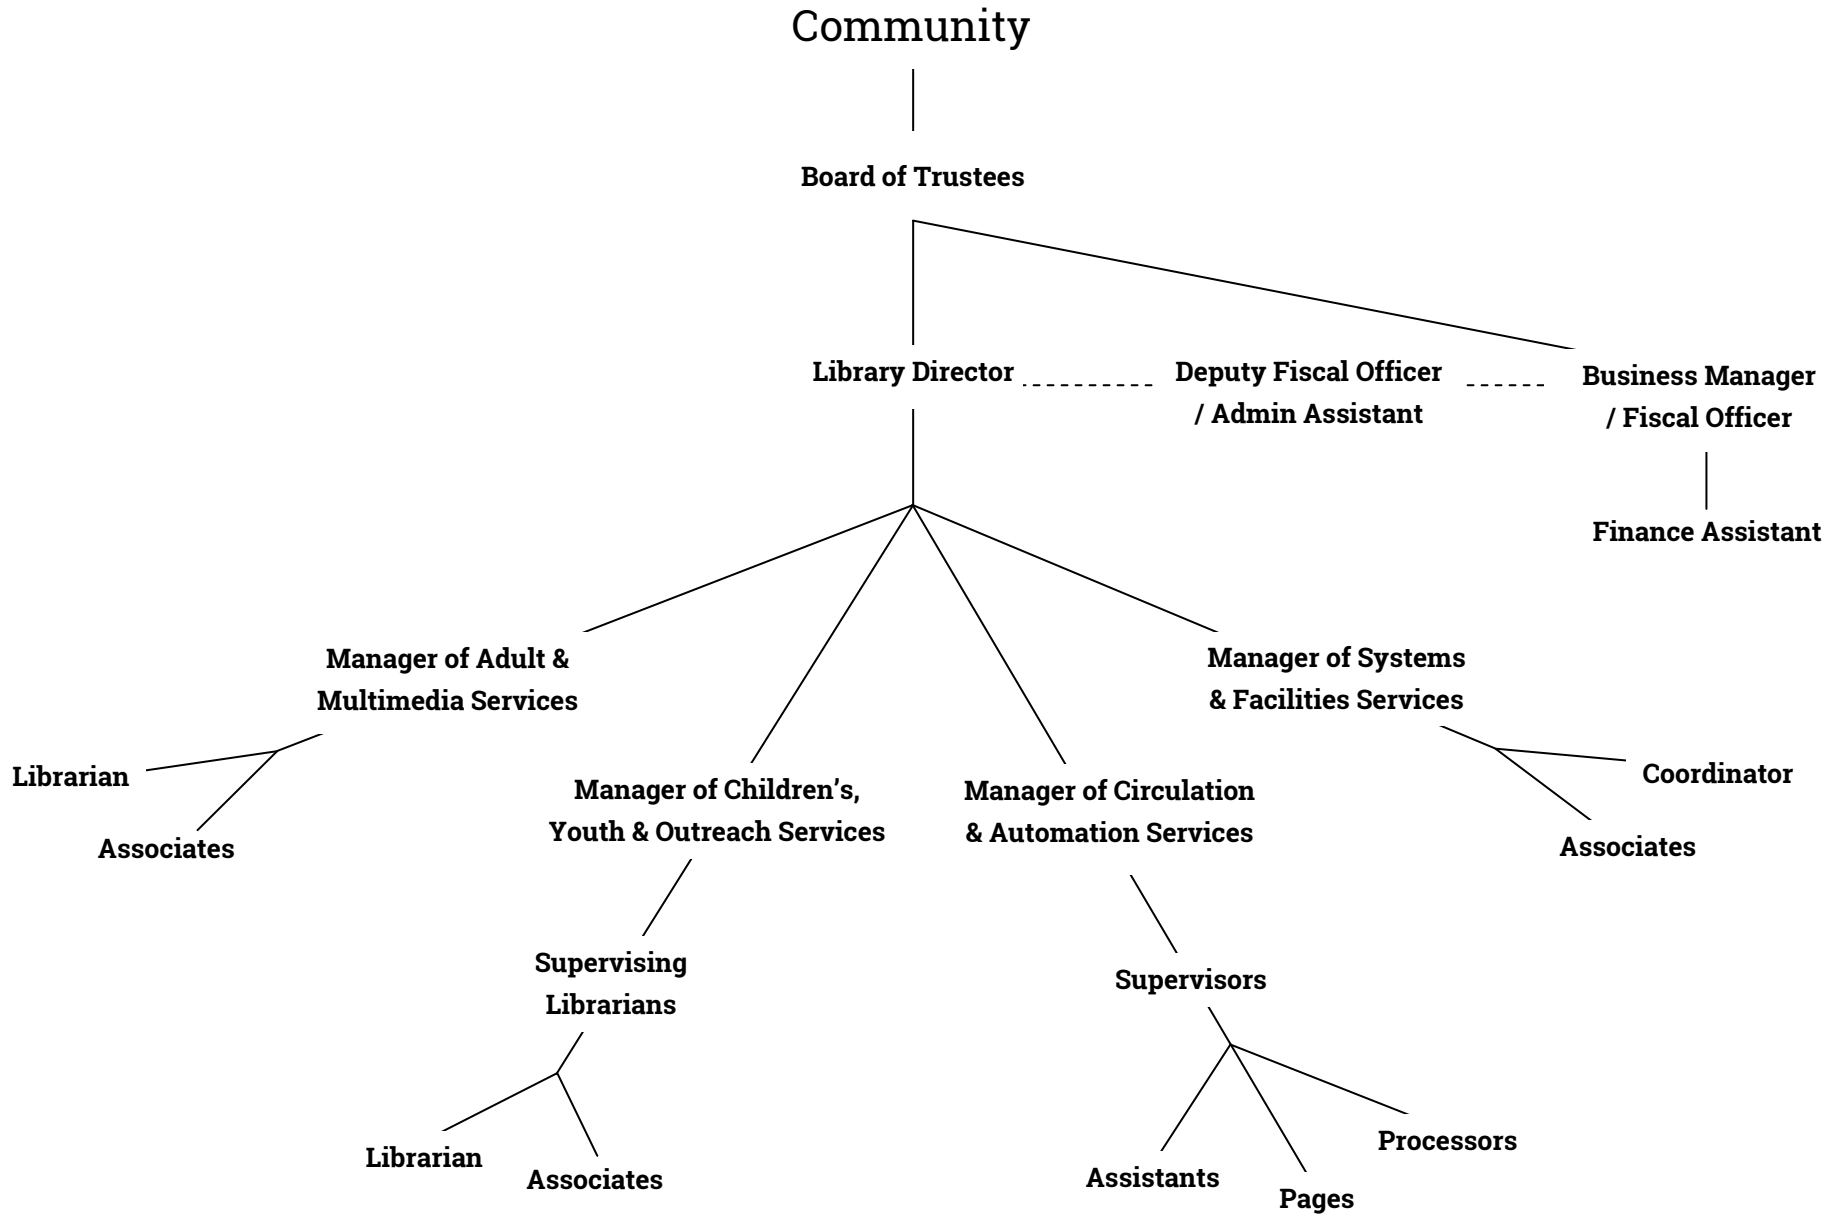 Community
Board of Trustees
Library Director
Deputy Fiscal Officer
/ Admin Assistant
Business Manager
/ Fiscal Officer
Finance Assistant
Manager of Adult &
Multimedia Services
Manager of Systems
& Facilities Services
Librarian
Associates
Manager of Children’s,
Youth & Outreach Services
Manager of Circulation
& Automation Services
Coordinator
Associates
Supervising
Librarians
Supervisors
Librarian
Associates
Assistants
Pages
Processors